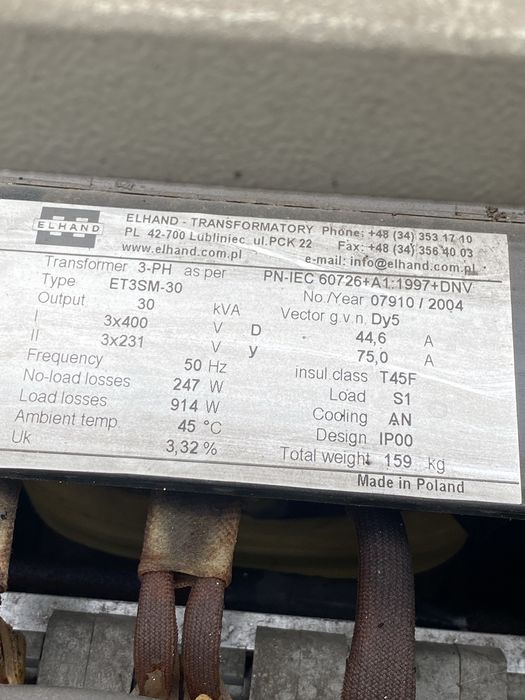 ELHAND
ELHAND - TRANSFORMATORY Phone: +48 (34) 353 17 10
PL 42-700 Lubliniec ul.PCK 22 Fax: +48 (34) 356 40 03
www.elhand.com.pl e-mail: info@elhand.com.pl
Transformer 3-PH as per PN-IEC 60726+A1:1997+DNV
Type ET3SM-30 No./Year 07910 / 2004
Output 30 kVA Vector g.v.n. Dy5
I 3x400 V D 44,6 A
II 3x231 V y 75,0 A
Frequency 50 Hz insul class T45F
No-load losses 247 W Load S1
Load losses 914 W Cooling AN
Ambient temp 45 °C Design IP00
Uk 3,32 % Total weight 159 kg
Made in Poland